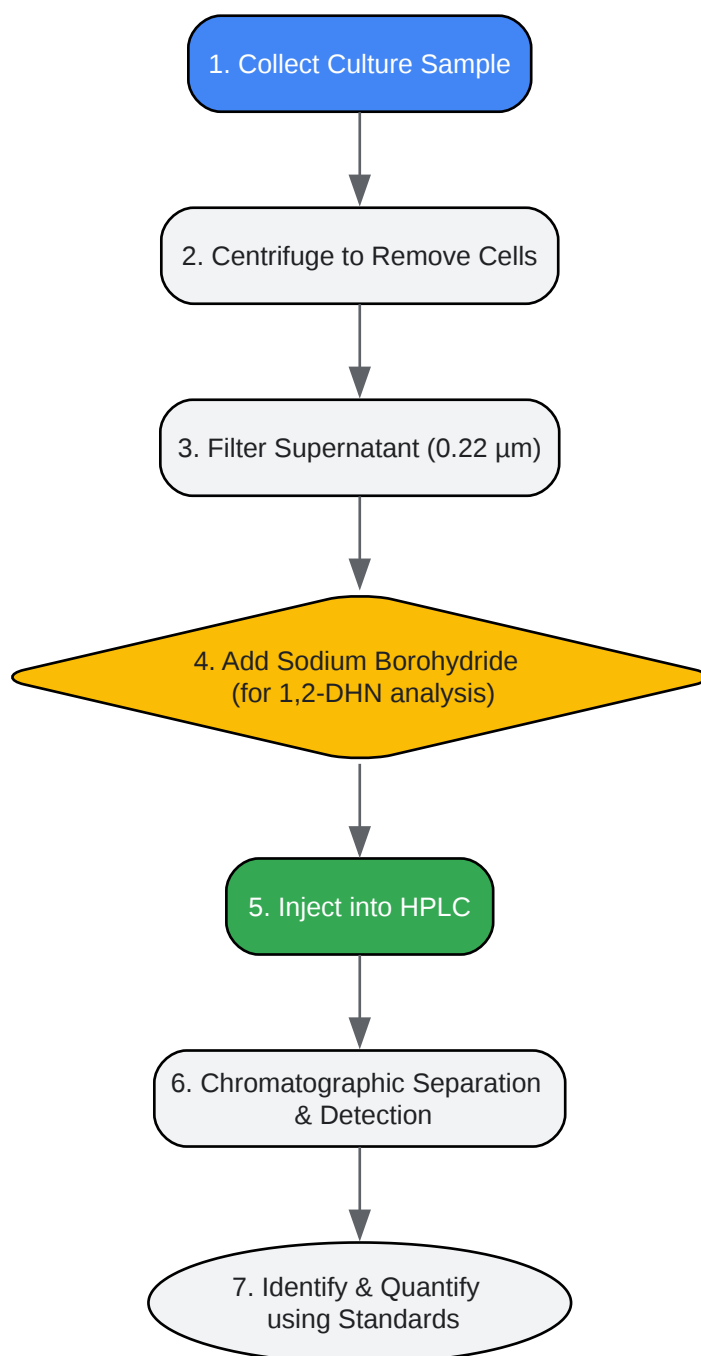 1. Collect Culture Sample
2. Centrifuge to Remove Cells
3. Filter Supernatant (0.22 µm)
4. Add Sodium Borohydride
(for 1,2-DHN analysis)
5. Inject into HPLC
6. Chromatographic Separation
& Detection
7. Identify & Quantify
using Standards